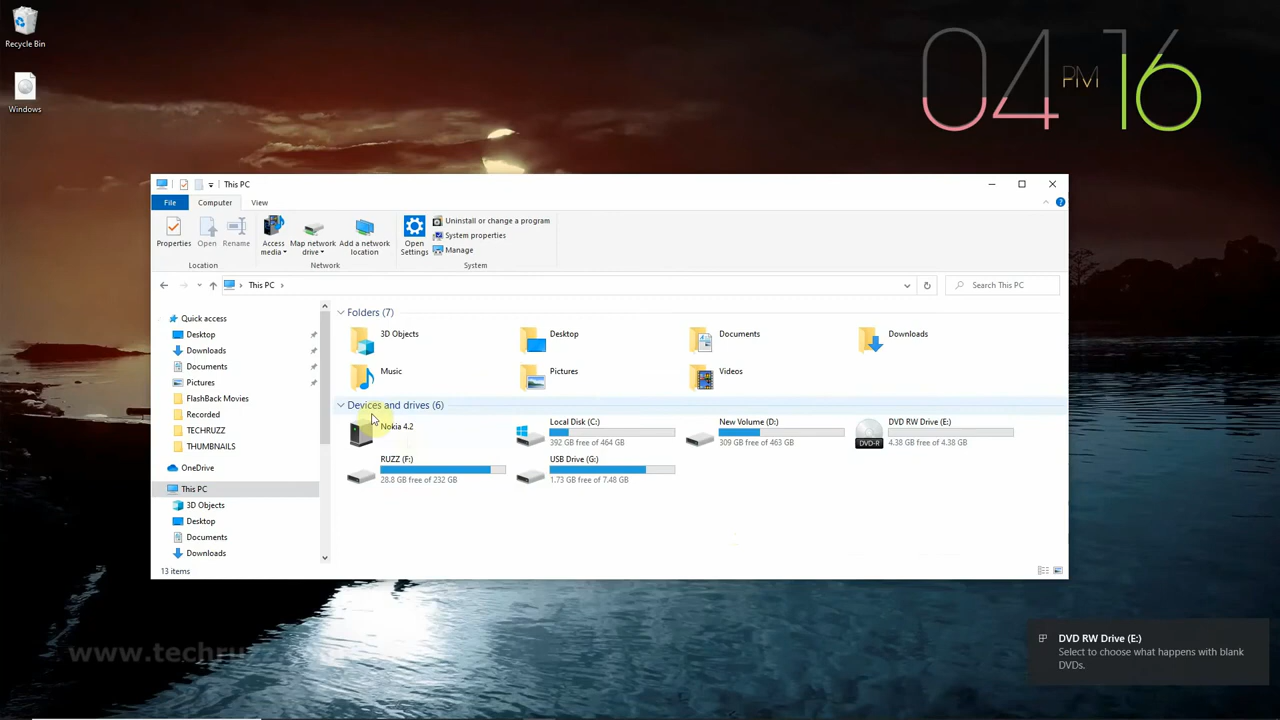 Recycle Bin
Windows
04 PM 16
This PC
File Computer View
Properties
Open
Rename
Location
Access media
Map network drive
Add a network location
Network
Open Settings
Uninstall or change a program
System properties
Manage
System
This PC
Search This PC
Quick access
Desktop
Downloads
Documents
Pictures
FlashBack Movies
Recorded
TECHRUZZ
THUMBNAILS
OneDrive
This PC
3D Objects
Desktop
Documents
Downloads
Folders (7)
3D Objects
Desktop
Documents
Downloads
Music
Pictures
Videos
Devices and drives (6)
Nokia 4.2
Local Disk (C:)
392 GB free of 464 GB
New Volume (D:)
309 GB free of 463 GB
DVD RW Drive (E:)
4.38 GB free of 4.38 GB
DVD-R
RUZZ (F:)
28.8 GB free of 232 GB
USB Drive (G:)
1.73 GB free of 7.48 GB
13 items
DVD RW Drive (E:)
Select to choose what happens with blank
DVDs.